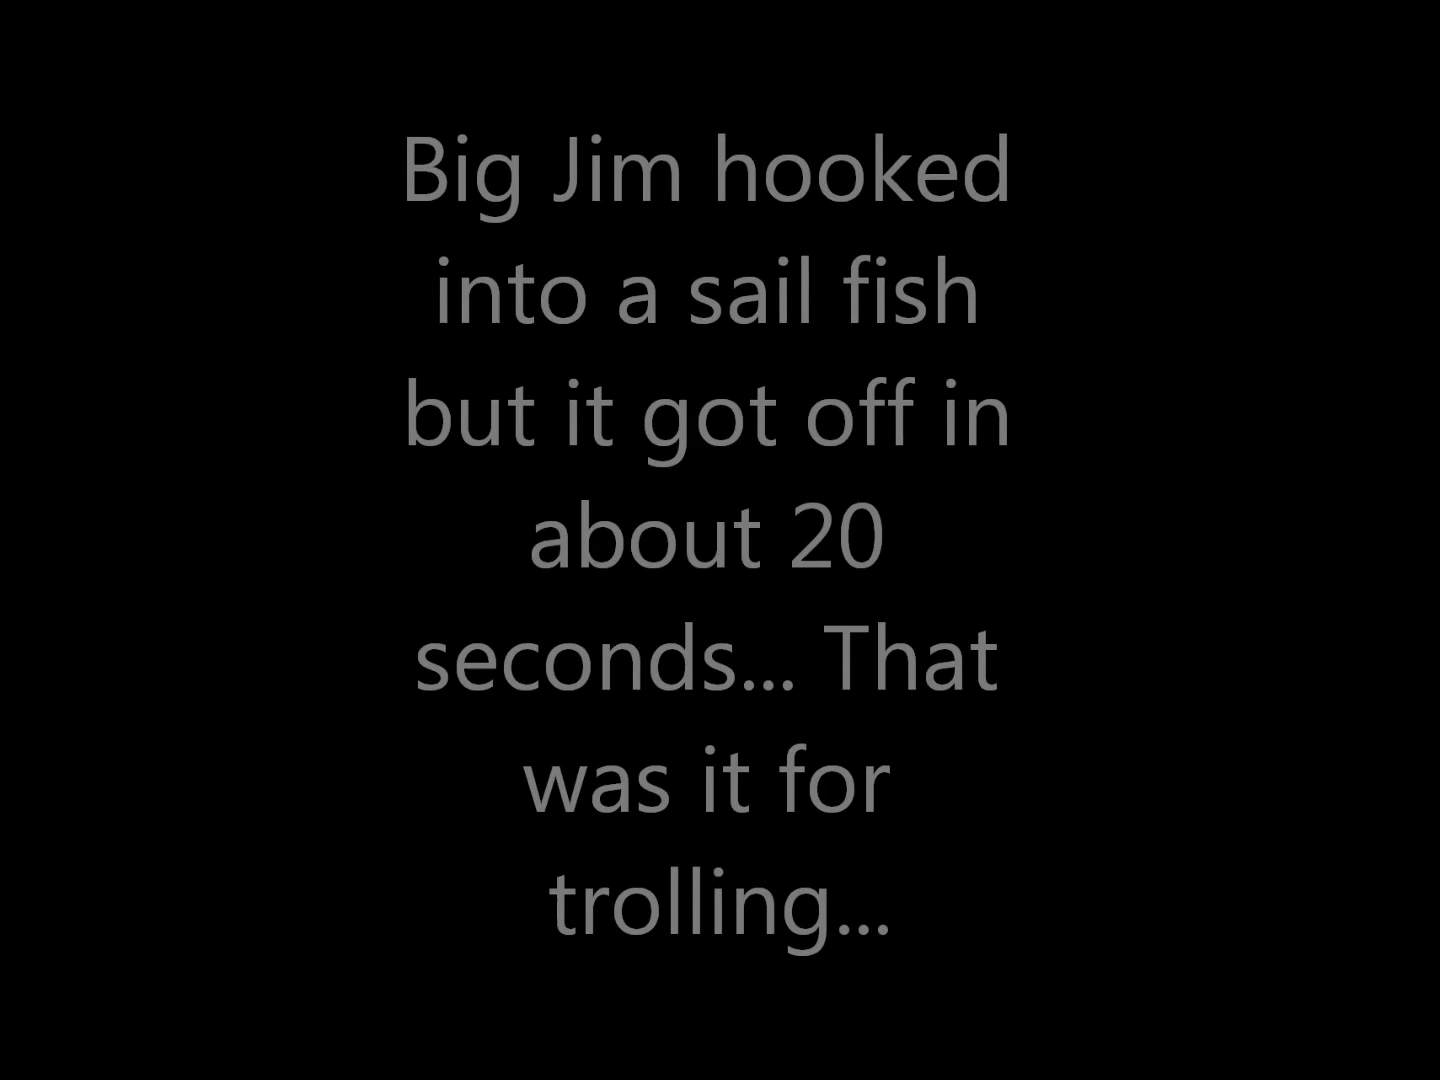 Big Jim hooked
into a sail fish
but it got off in
about 20
seconds... That
was it for
trolling...